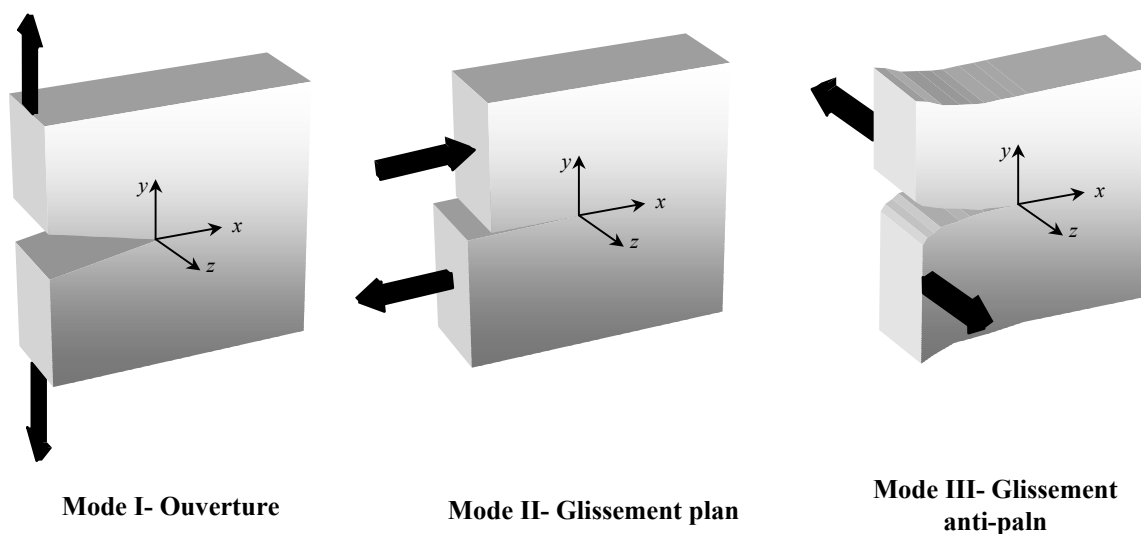 y
x
z
y
x
z
y
x
z
Mode I- Ouverture
Mode II- Glissement plan
Mode III- Glissement
anti-paln